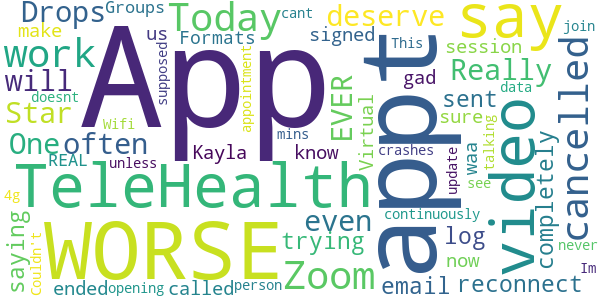 Drops
Groups
Today
cant
say
make
us
Formats
signed
deserve
join
work
App
appt
This
session
cancelled
will
supposed
appointment
EVER
gad
Really
data
doesnt
Wifi
mins
Virtual
sent
sure
talking
video
Star
One
often
Kayla
know
crashes
update
waa
see
completely
REAL
unless
TeleHealth
4g
saying
Couldn't
WORSE
even
trying
Zoom
continuously
log
now
never
ended
opening
called
person
email
reconnect
Im